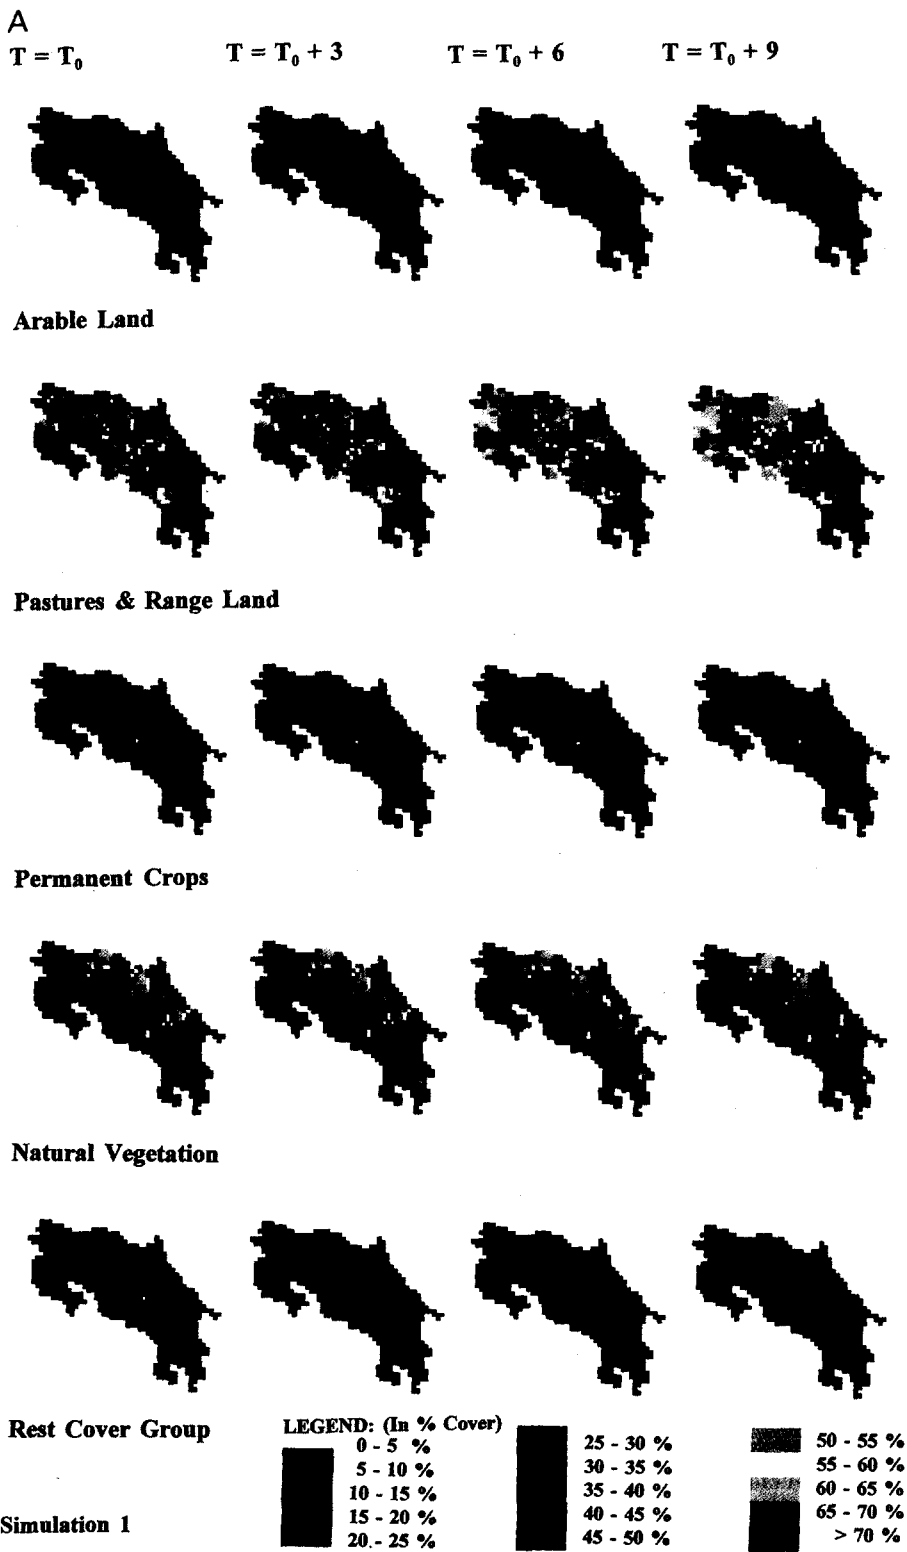 A
T = T₀ T = T₀ + 3 T = T₀ + 6 T = T₀ + 9
Arable Land
Pastures & Range Land
Permanent Crops
Natural Vegetation
Rest Cover Group
LEGEND: (In % Cover)
0 - 5 %
5 - 10 %
10 - 15 %
15 - 20 %
20 - 25 %
25 - 30 %
30 - 35 %
35 - 40 %
40 - 45 %
45 - 50 %
50 - 55 %
55 - 60 %
60 - 65 %
65 - 70 %
> 70 %
Simulation 1